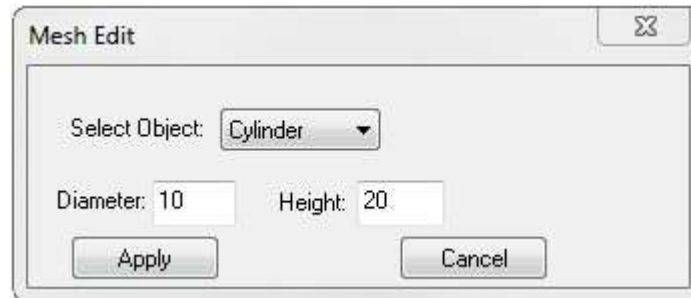 Mesh Edit
Select Object: Cylinder
Diameter: 10 Height: 20
Apply Cancel